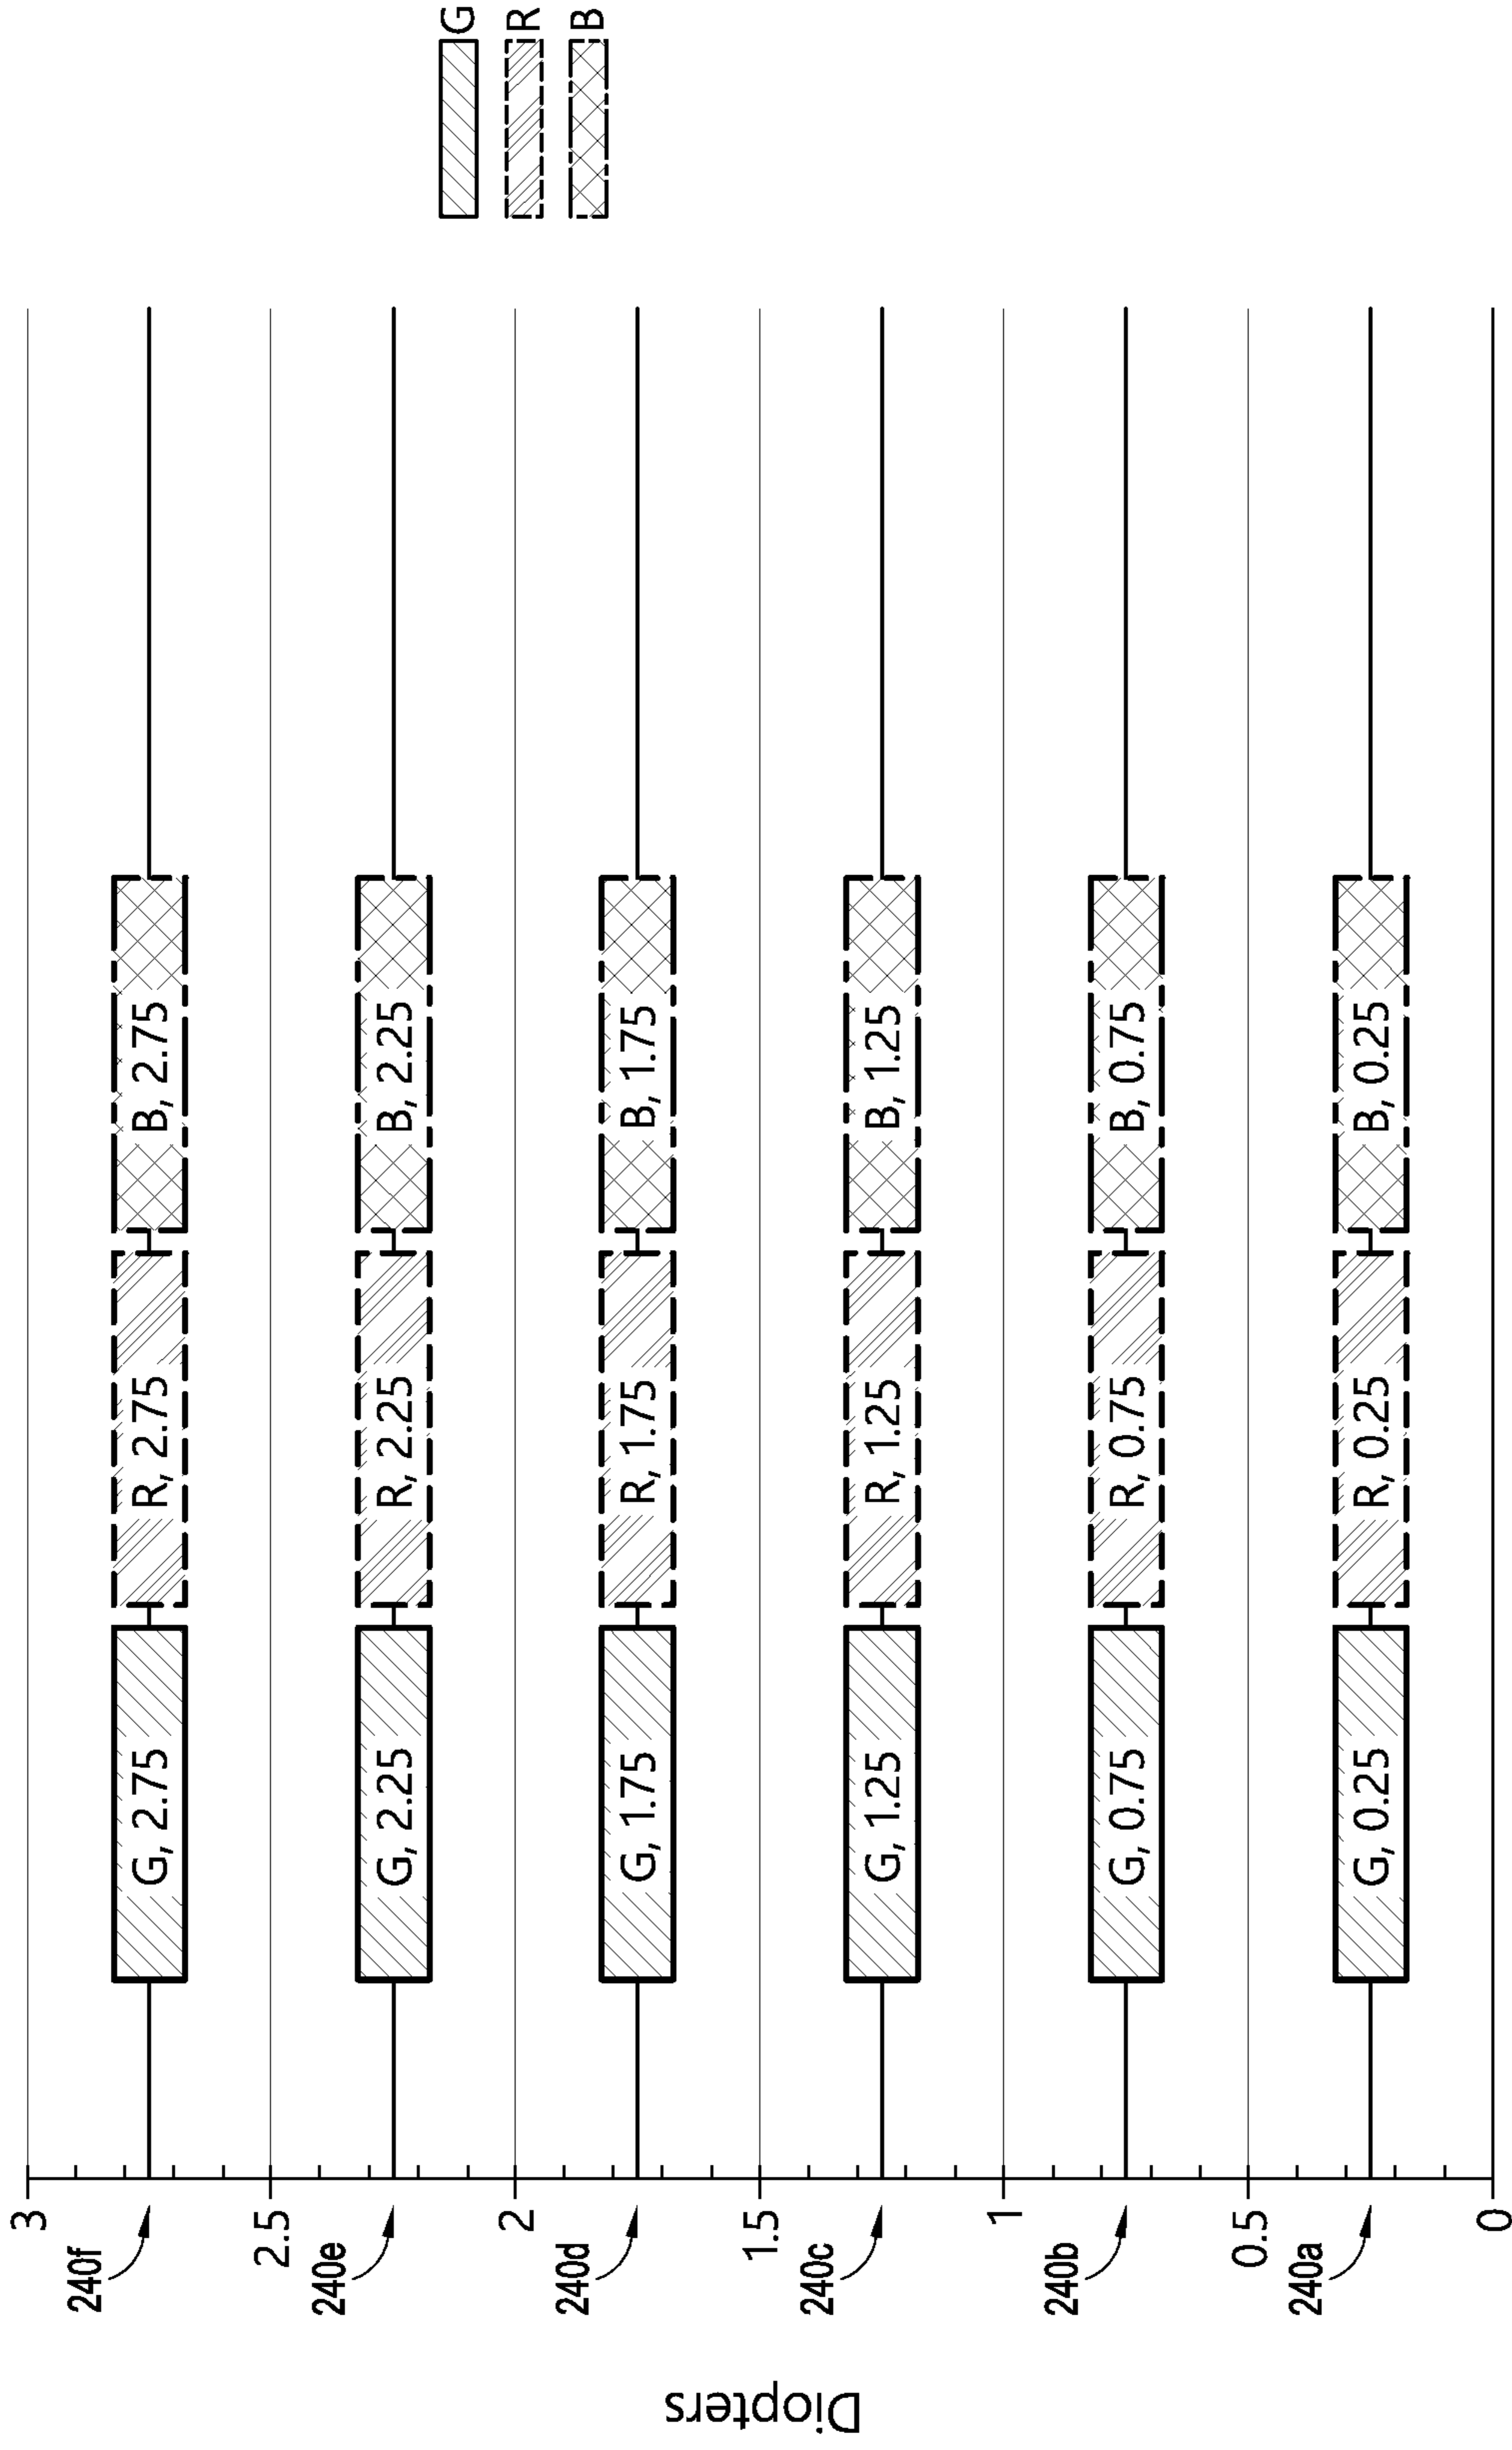 Diopters
3
240f
G, 2.75
R, 2.75
B, 2.75
2.5
240e
G, 2.25
R, 2.25
B, 2.25
2
240d
G, 1.75
R, 1.75
B, 1.75
1.5
240c
G, 1.25
R, 1.25
B, 1.25
1
240b
G, 0.75
R, 0.75
B, 0.75
0.5
240a
G, 0.25
R, 0.25
B, 0.25
0
G
R
B